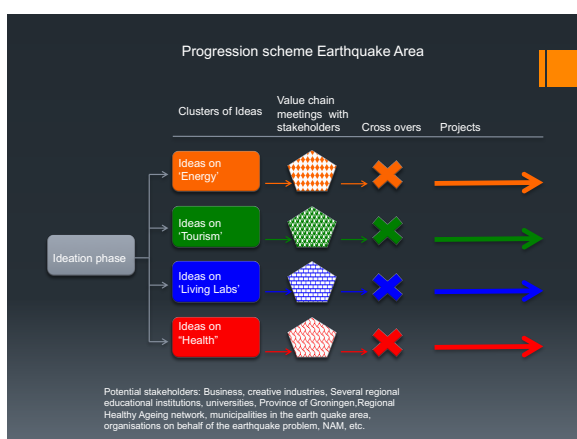 Progression scheme Earthquake Area
Clusters of Ideas
Value chain
meetings with
stakeholders
Cross overs
Projects
Ideas on
'Energy'
Ideas on
'Tourism'
Ideation phase
Ideas on
'Living Labs'
Ideas on
"Health"
Potential stakeholders: Business, creative industries, Several regional
educational institutions, universities, Province of Groningen,Regional
Healthy Ageing network, municipalities in the earth quake area,
organisations on behalf of the earthquake problem, NAM, etc.